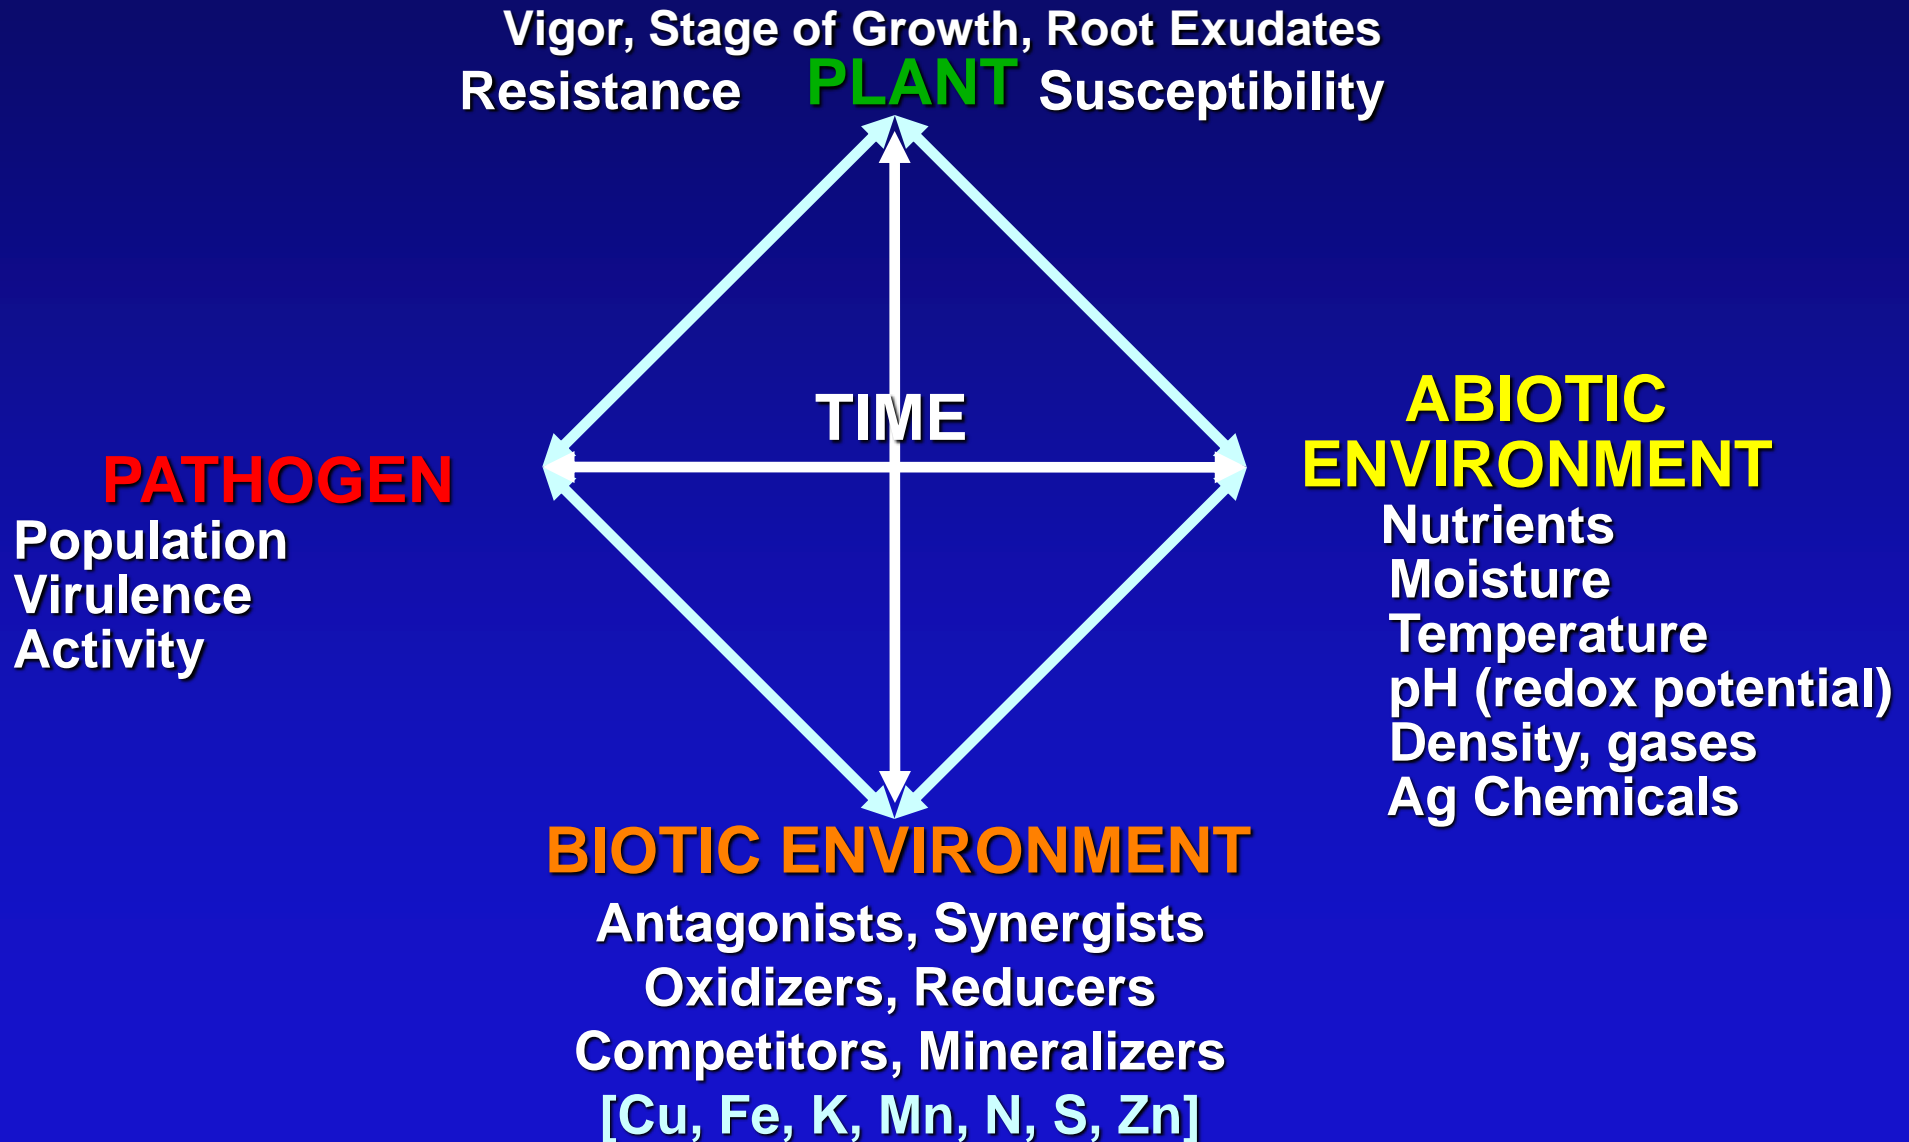 Vigor, Stage of Growth, Root Exudates
Resistance PLANT Susceptibility
TIME
PATHOGEN
Population
Virulence
Activity
ABIOTIC
ENVIRONMENT
Nutrients
Moisture
Temperature
pH (redox potential)
Density, gases
Ag Chemicals
BIOTIC ENVIRONMENT
Antagonists, Synergists
Oxidizers, Reducers
Competitors, Mineralizers
[Cu, Fe, K, Mn, N, S, Zn]